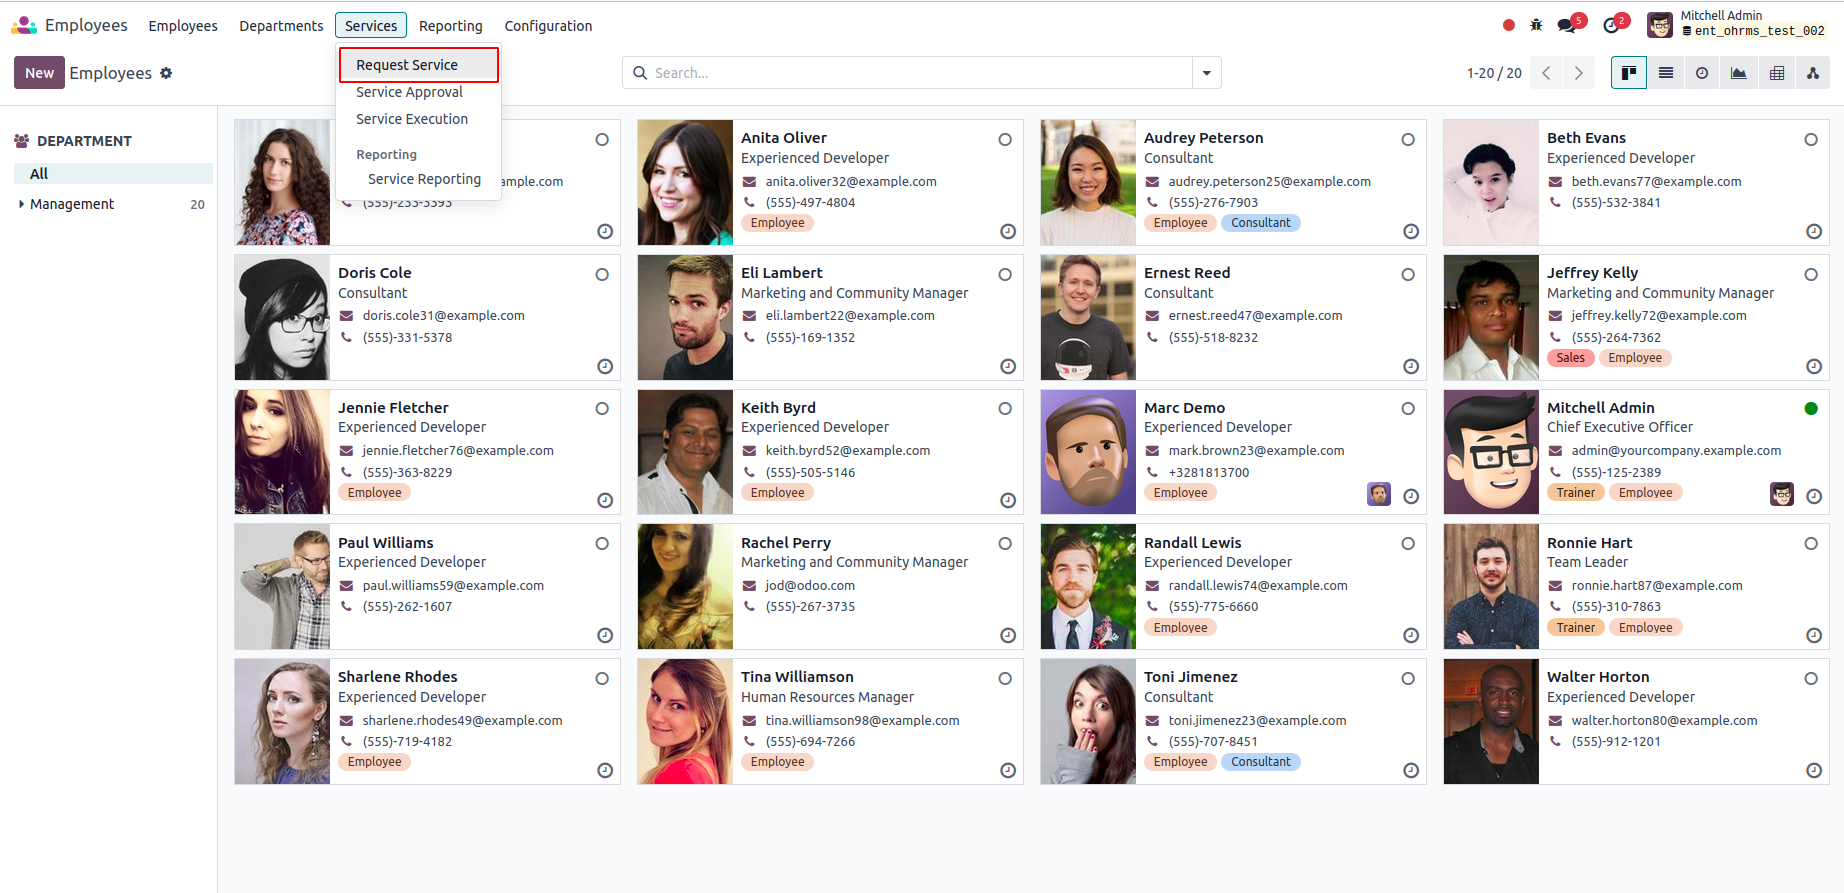 Employees
Employees
Departments
Services
Reporting
Configuration
5
2
Mitchell Admin
ent_ohrms_test_002
New
Employees
Search...
1-20 / 20
Request Service
Service Approval
Service Execution
Reporting
Service Reporting
DEPARTMENT
All
Management 20
ample.com
(555)-233-3393
Anita Oliver
Experienced Developer
anita.oliver32@example.com
(555)-497-4804
Employee
Audrey Peterson
Consultant
audrey.peterson25@example.com
(555)-276-7903
Employee Consultant
Beth Evans
Experienced Developer
beth.evans77@example.com
(555)-532-3841
Doris Cole
Consultant
doris.cole31@example.com
(555)-331-5378
Eli Lambert
Marketing and Community Manager
eli.lambert22@example.com
(555)-169-1352
Ernest Reed
Consultant
ernest.reed47@example.com
(555)-518-8232
Jeffrey Kelly
Marketing and Community Manager
jeffrey.kelly72@example.com
(555)-264-7362
Sales Employee
Jennie Fletcher
Experienced Developer
jennie.fletcher76@example.com
(555)-363-8229
Employee
Keith Byrd
Experienced Developer
keith.byrd52@example.com
(555)-505-5146
Employee
Marc Demo
Experienced Developer
mark.brown23@example.com
+3281813700
Employee
Mitchell Admin
Chief Executive Officer
admin@yourcompany.example.com
(555)-125-2389
Trainer Employee
Paul Williams
Experienced Developer
paul.williams59@example.com
(555)-262-1607
Rachel Perry
Marketing and Community Manager
jod@odoo.com
(555)-267-3735
Randall Lewis
Experienced Developer
randall.lewis74@example.com
(555)-775-6660
Employee
Ronnie Hart
Team Leader
ronnie.hart87@example.com
(555)-310-7863
Trainer Employee
Sharlene Rhodes
Experienced Developer
sharlene.rhodes49@example.com
(555)-719-4182
Employee
Tina Williamson
Human Resources Manager
tina.williamson98@example.com
(555)-694-7266
Employee
Toni Jimenez
Consultant
toni.jimenez23@example.com
(555)-707-8451
Employee Consultant
Walter Horton
Experienced Developer
walter.horton80@example.com
(555)-912-1201